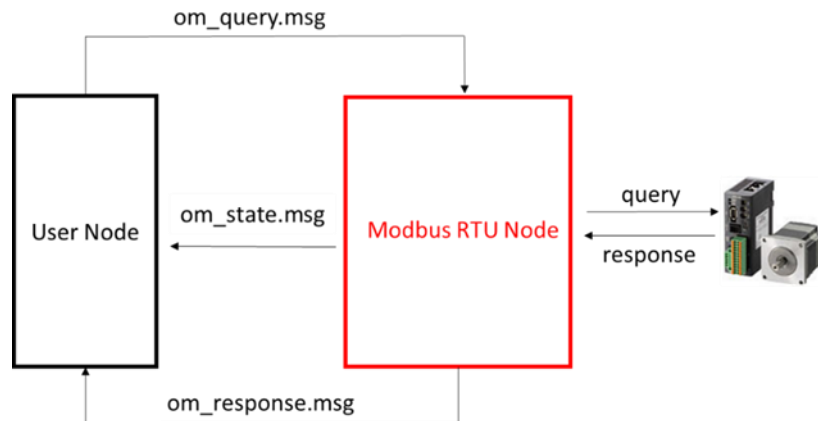 om_query.msg
User Node
om_state.msg
Modbus RTU Node
query
response
om_response.msg